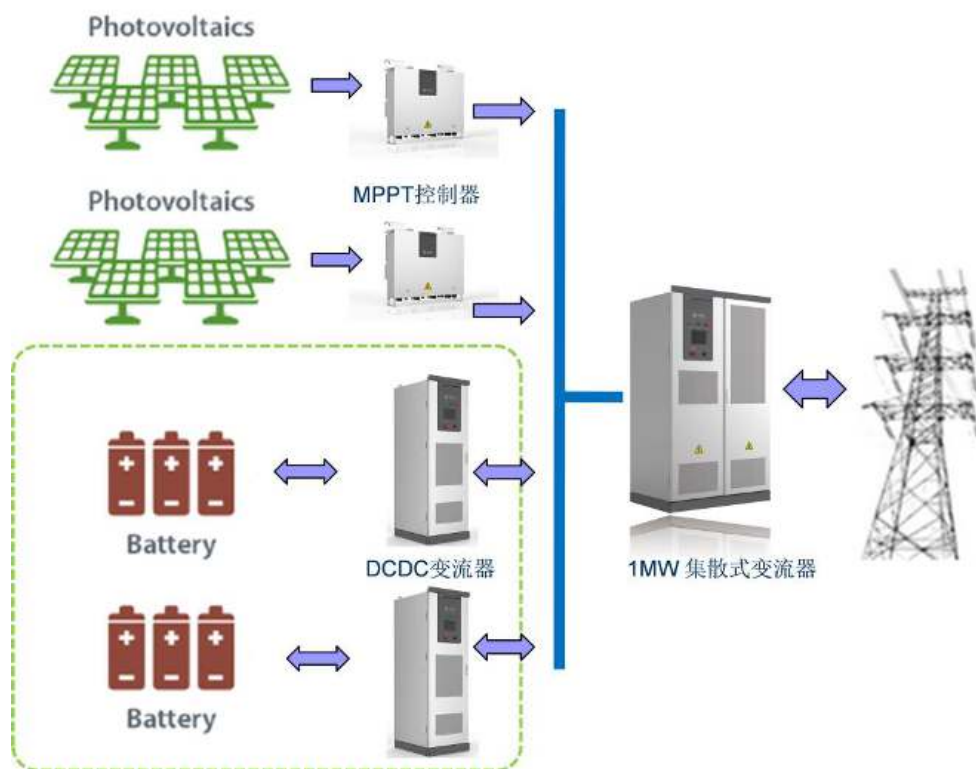 Photovoltaics
MPPT控制器
Photovoltaics
Battery
DCDC变流器
1MW 集散式变流器
Battery